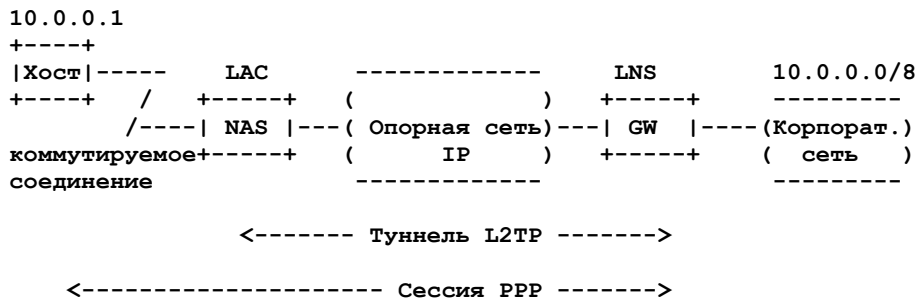 10.0.0.1
+----+
|Хост|-----    LAC      -------------     LNS        10.0.0.0/8
+----+   /   +-----+   (             )   +-----+     ---------
        /----| NAS |---( Опорная сеть)---| GW  |----(Корпорат.)
коммутируемое+-----+   (      IP     )   +-----+    (  сеть   )
соединение              -------------                ---------
<------- Туннель L2TP ------->
<--------------------- Сессия PPP ------->